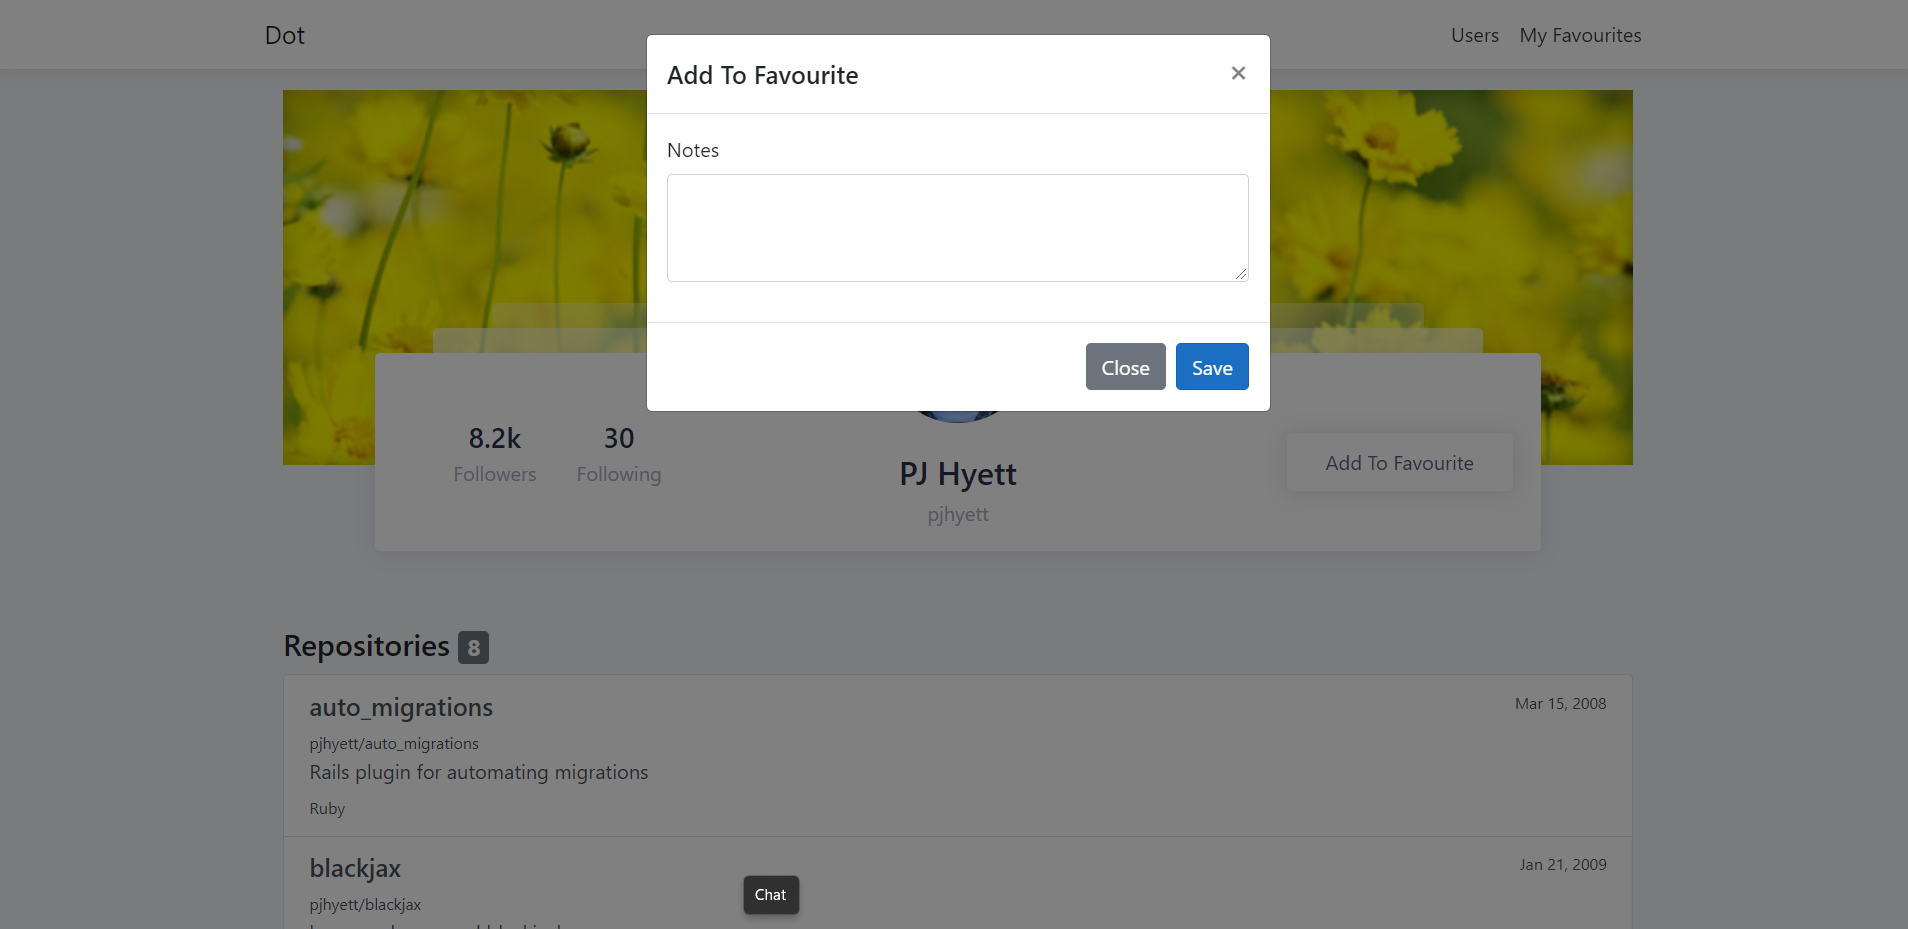 Dot
Users
My Favourites
Add To Favourite
×
Notes
Close
Save
8.2k
Followers
30
Following
PJ Hyett
pjhyett
Add To Favourite
Repositories 8
auto_migrations
Mar 15, 2008
pjhyett/auto_migrations
Rails plugin for automating migrations
Ruby
blackjax
Jan 21, 2009
pjhyett/blackjax
Chat